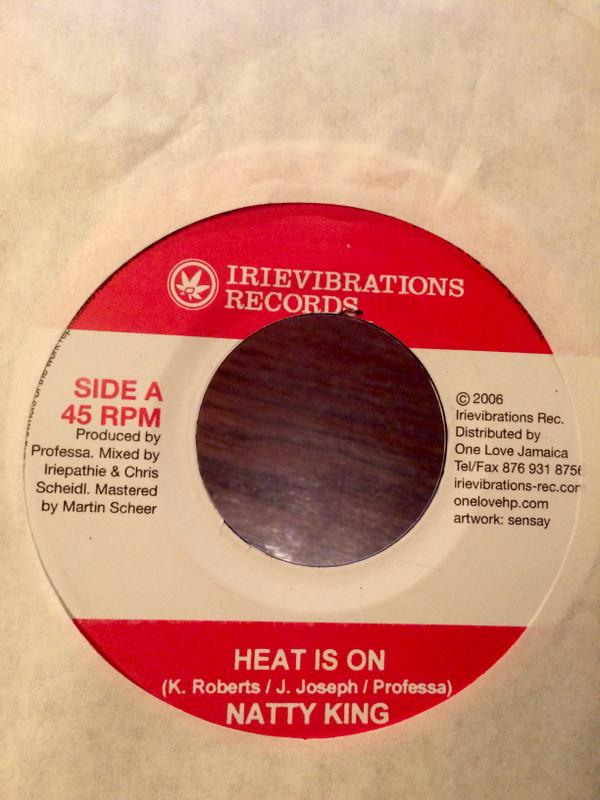 IRIEVIBRATIONS
RECORDS
SIDE A
45 RPM
Produced by
Professa. Mixed by
Iriepathie & Chris
Scheidl. Mastered
by Martin Scheer
© 2006
Irievibrations Rec.
Distributed by
One Love Jamaica
Tel/Fax 876 931 8756
irievibrations-rec.com
onelovehp.com
artwork: sensay
HEAT IS ON
(K. Roberts / J. Joseph / Professa)
NATTY KING